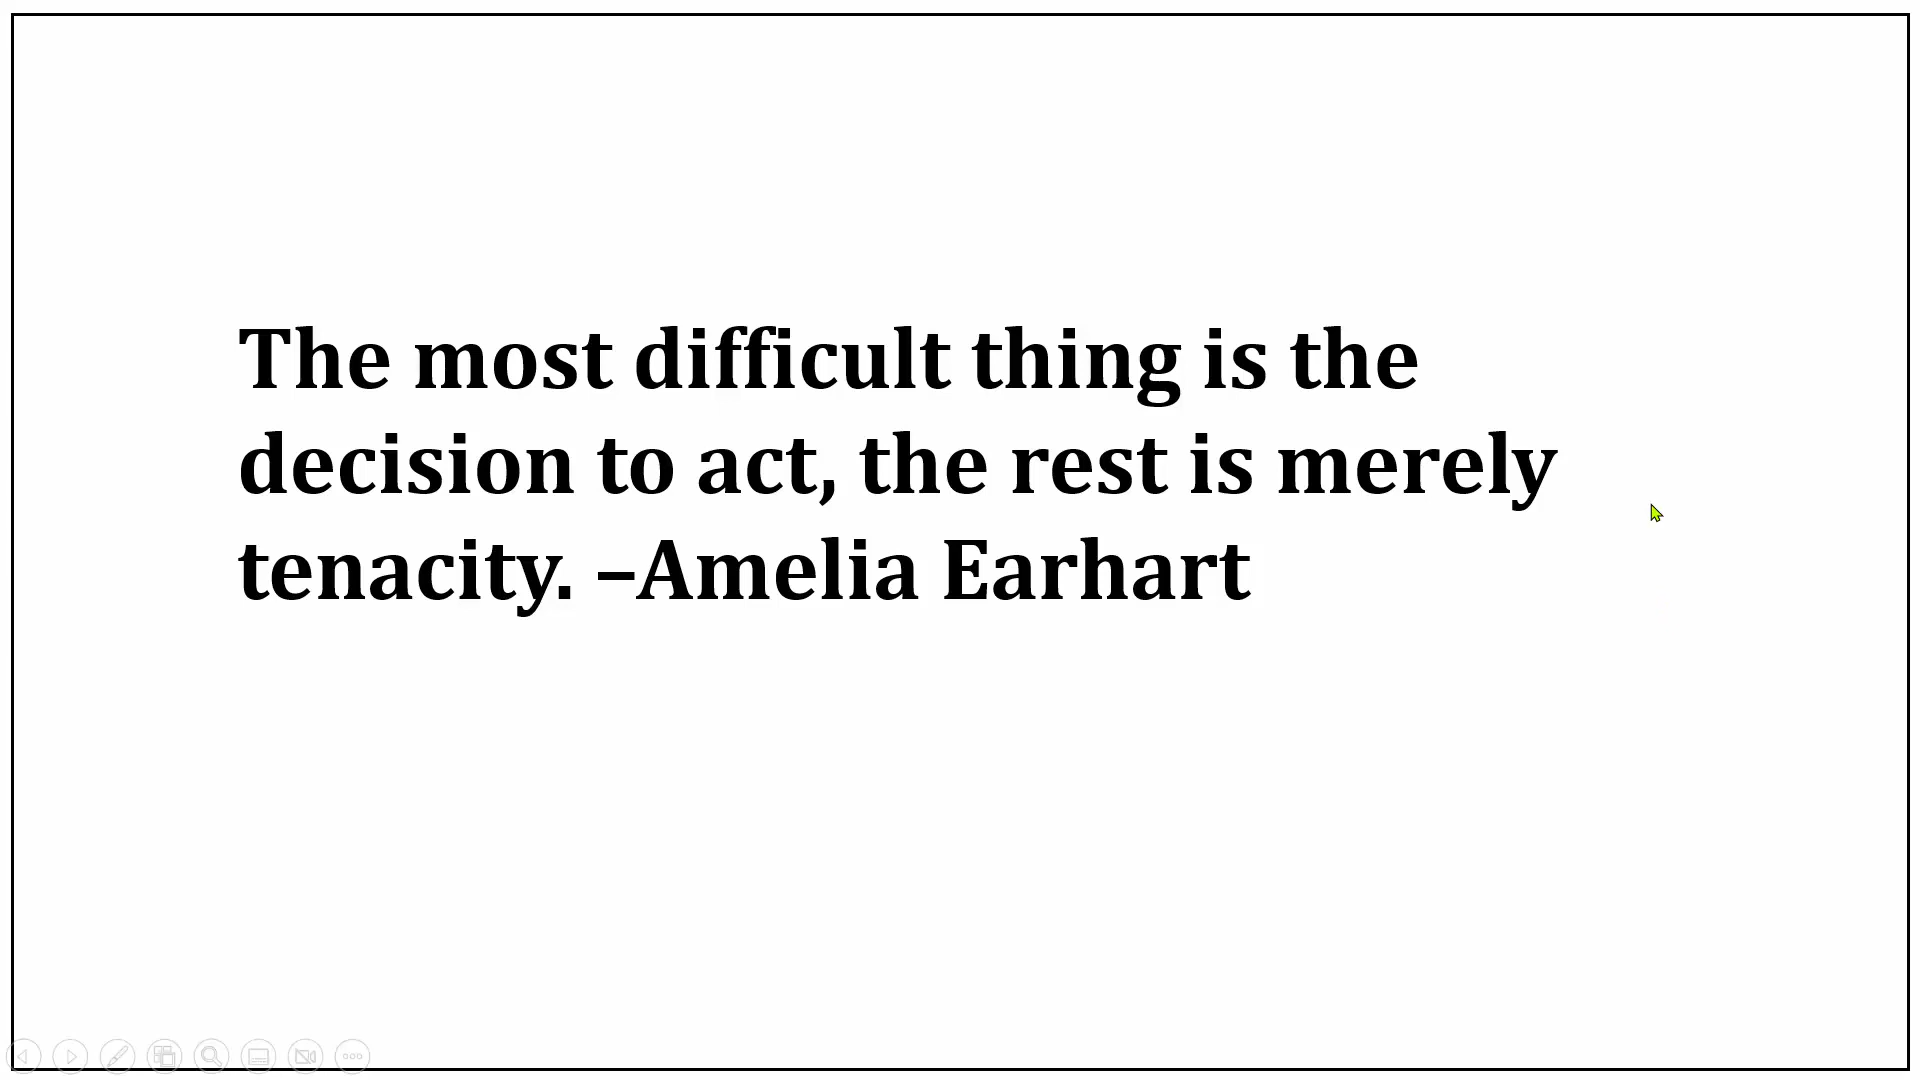 The most difficult thing is the
decision to act, the rest is merely
tenacity. –Amelia Earhart